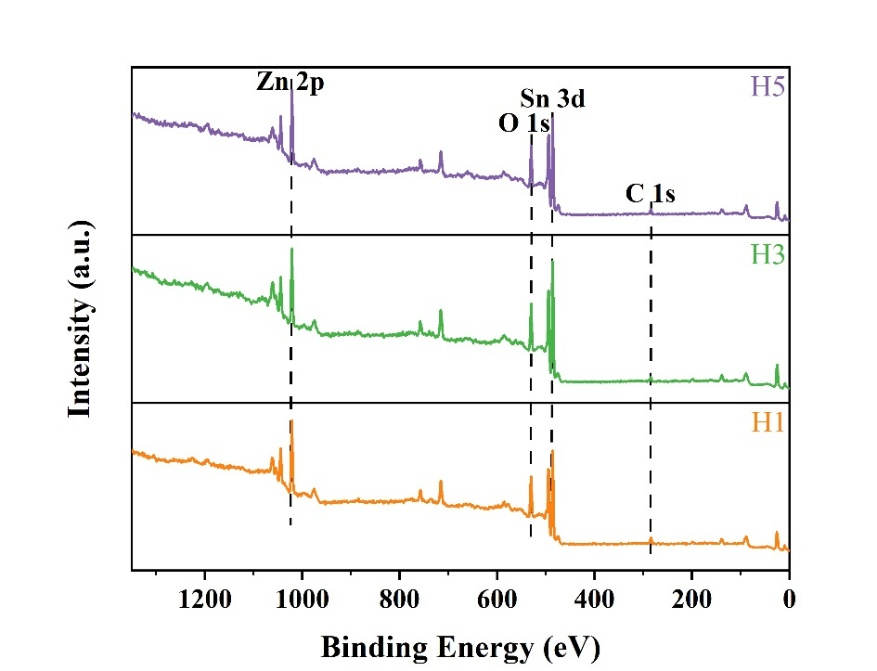 Zn 2p
H5
Sn 3d
O 1s
C 1s
H3
H1
Intensity (a.u.)
1200 1000 800 600 400 200 0
Binding Energy (eV)